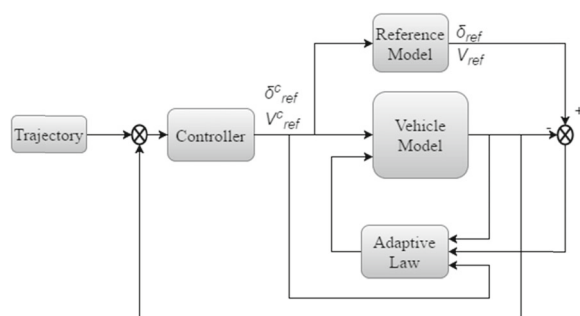 Reference
Model
δref
Vref
δcref
Vcref
Trajectory
Controller
Vehicle
Model
+
-
Adaptive
Law